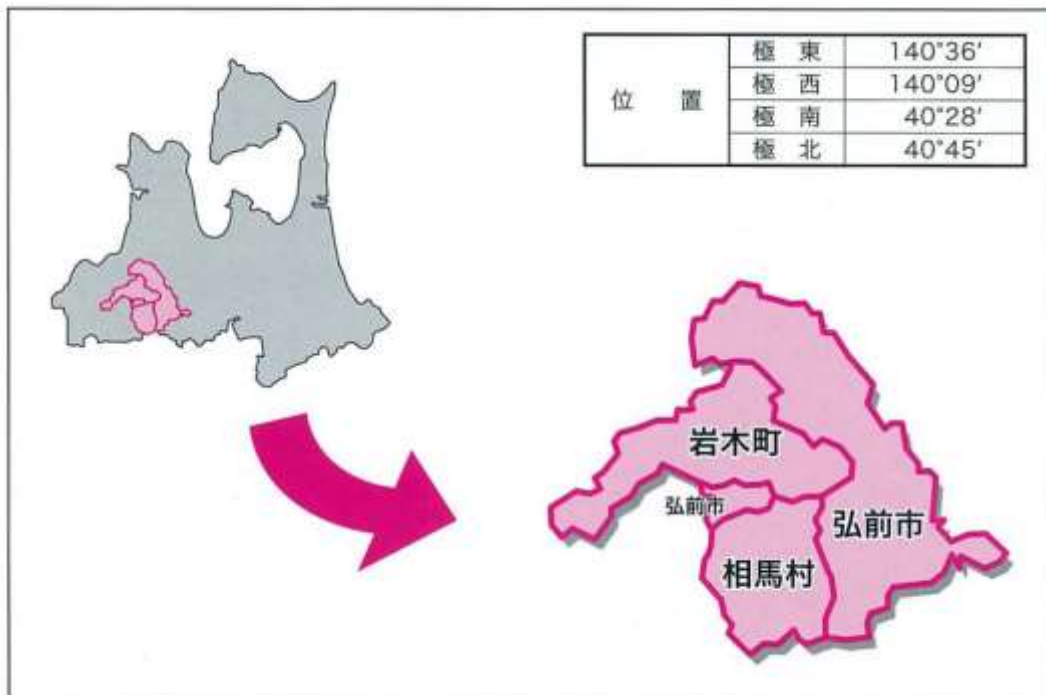 位 置
極 東 140°36′
極 西 140°09′
極 南 40°28′
極 北 40°45′
岩木町
弘前市
弘前市
相馬村